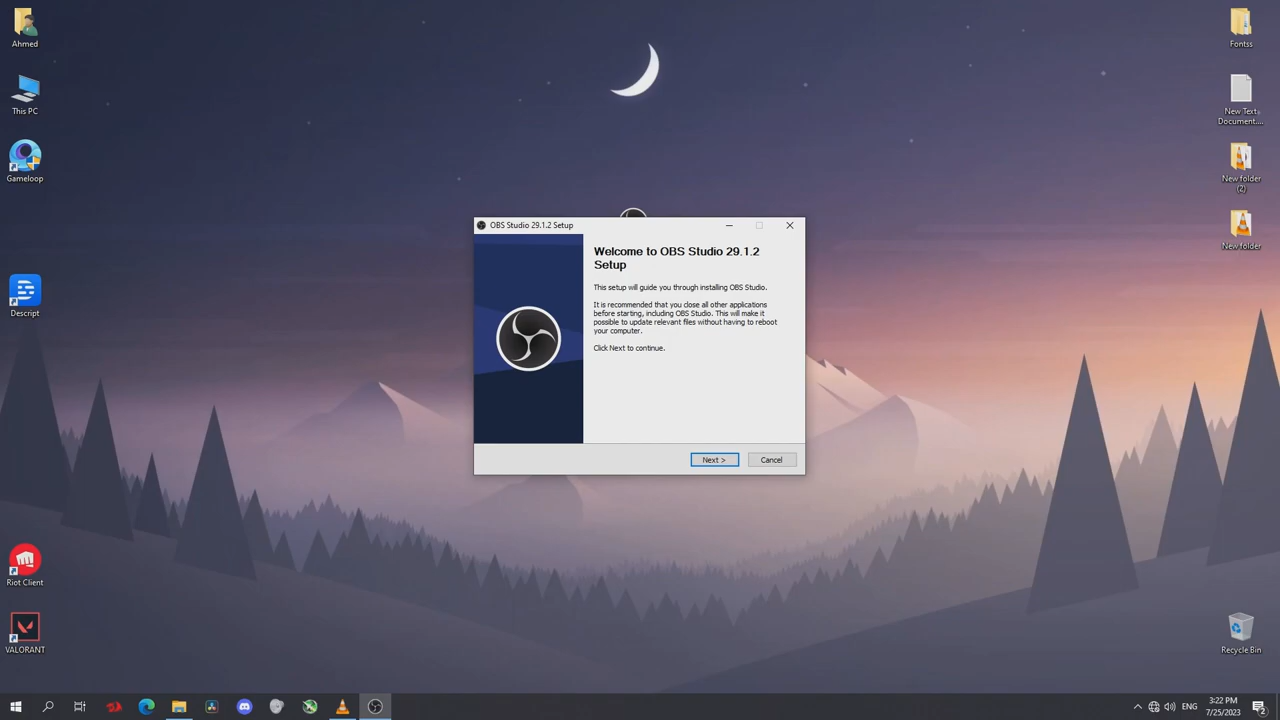 Ahmed
This PC
Gameloop
Descript
Riot Client
VALORANT
OBS Studio 29.1.2 Setup
Welcome to OBS Studio 29.1.2
Setup
This setup will guide you through installing OBS Studio.
It is recommended that you close all other applications
before starting, including OBS Studio. This will make it
possible to update relevant files without having to reboot
your computer.
Click Next to continue.
Next >
Cancel
Fontss
New Text
Document....
New folder
(2)
New folder
Recycle Bin
ENG
3:22 PM
7/25/2023
2